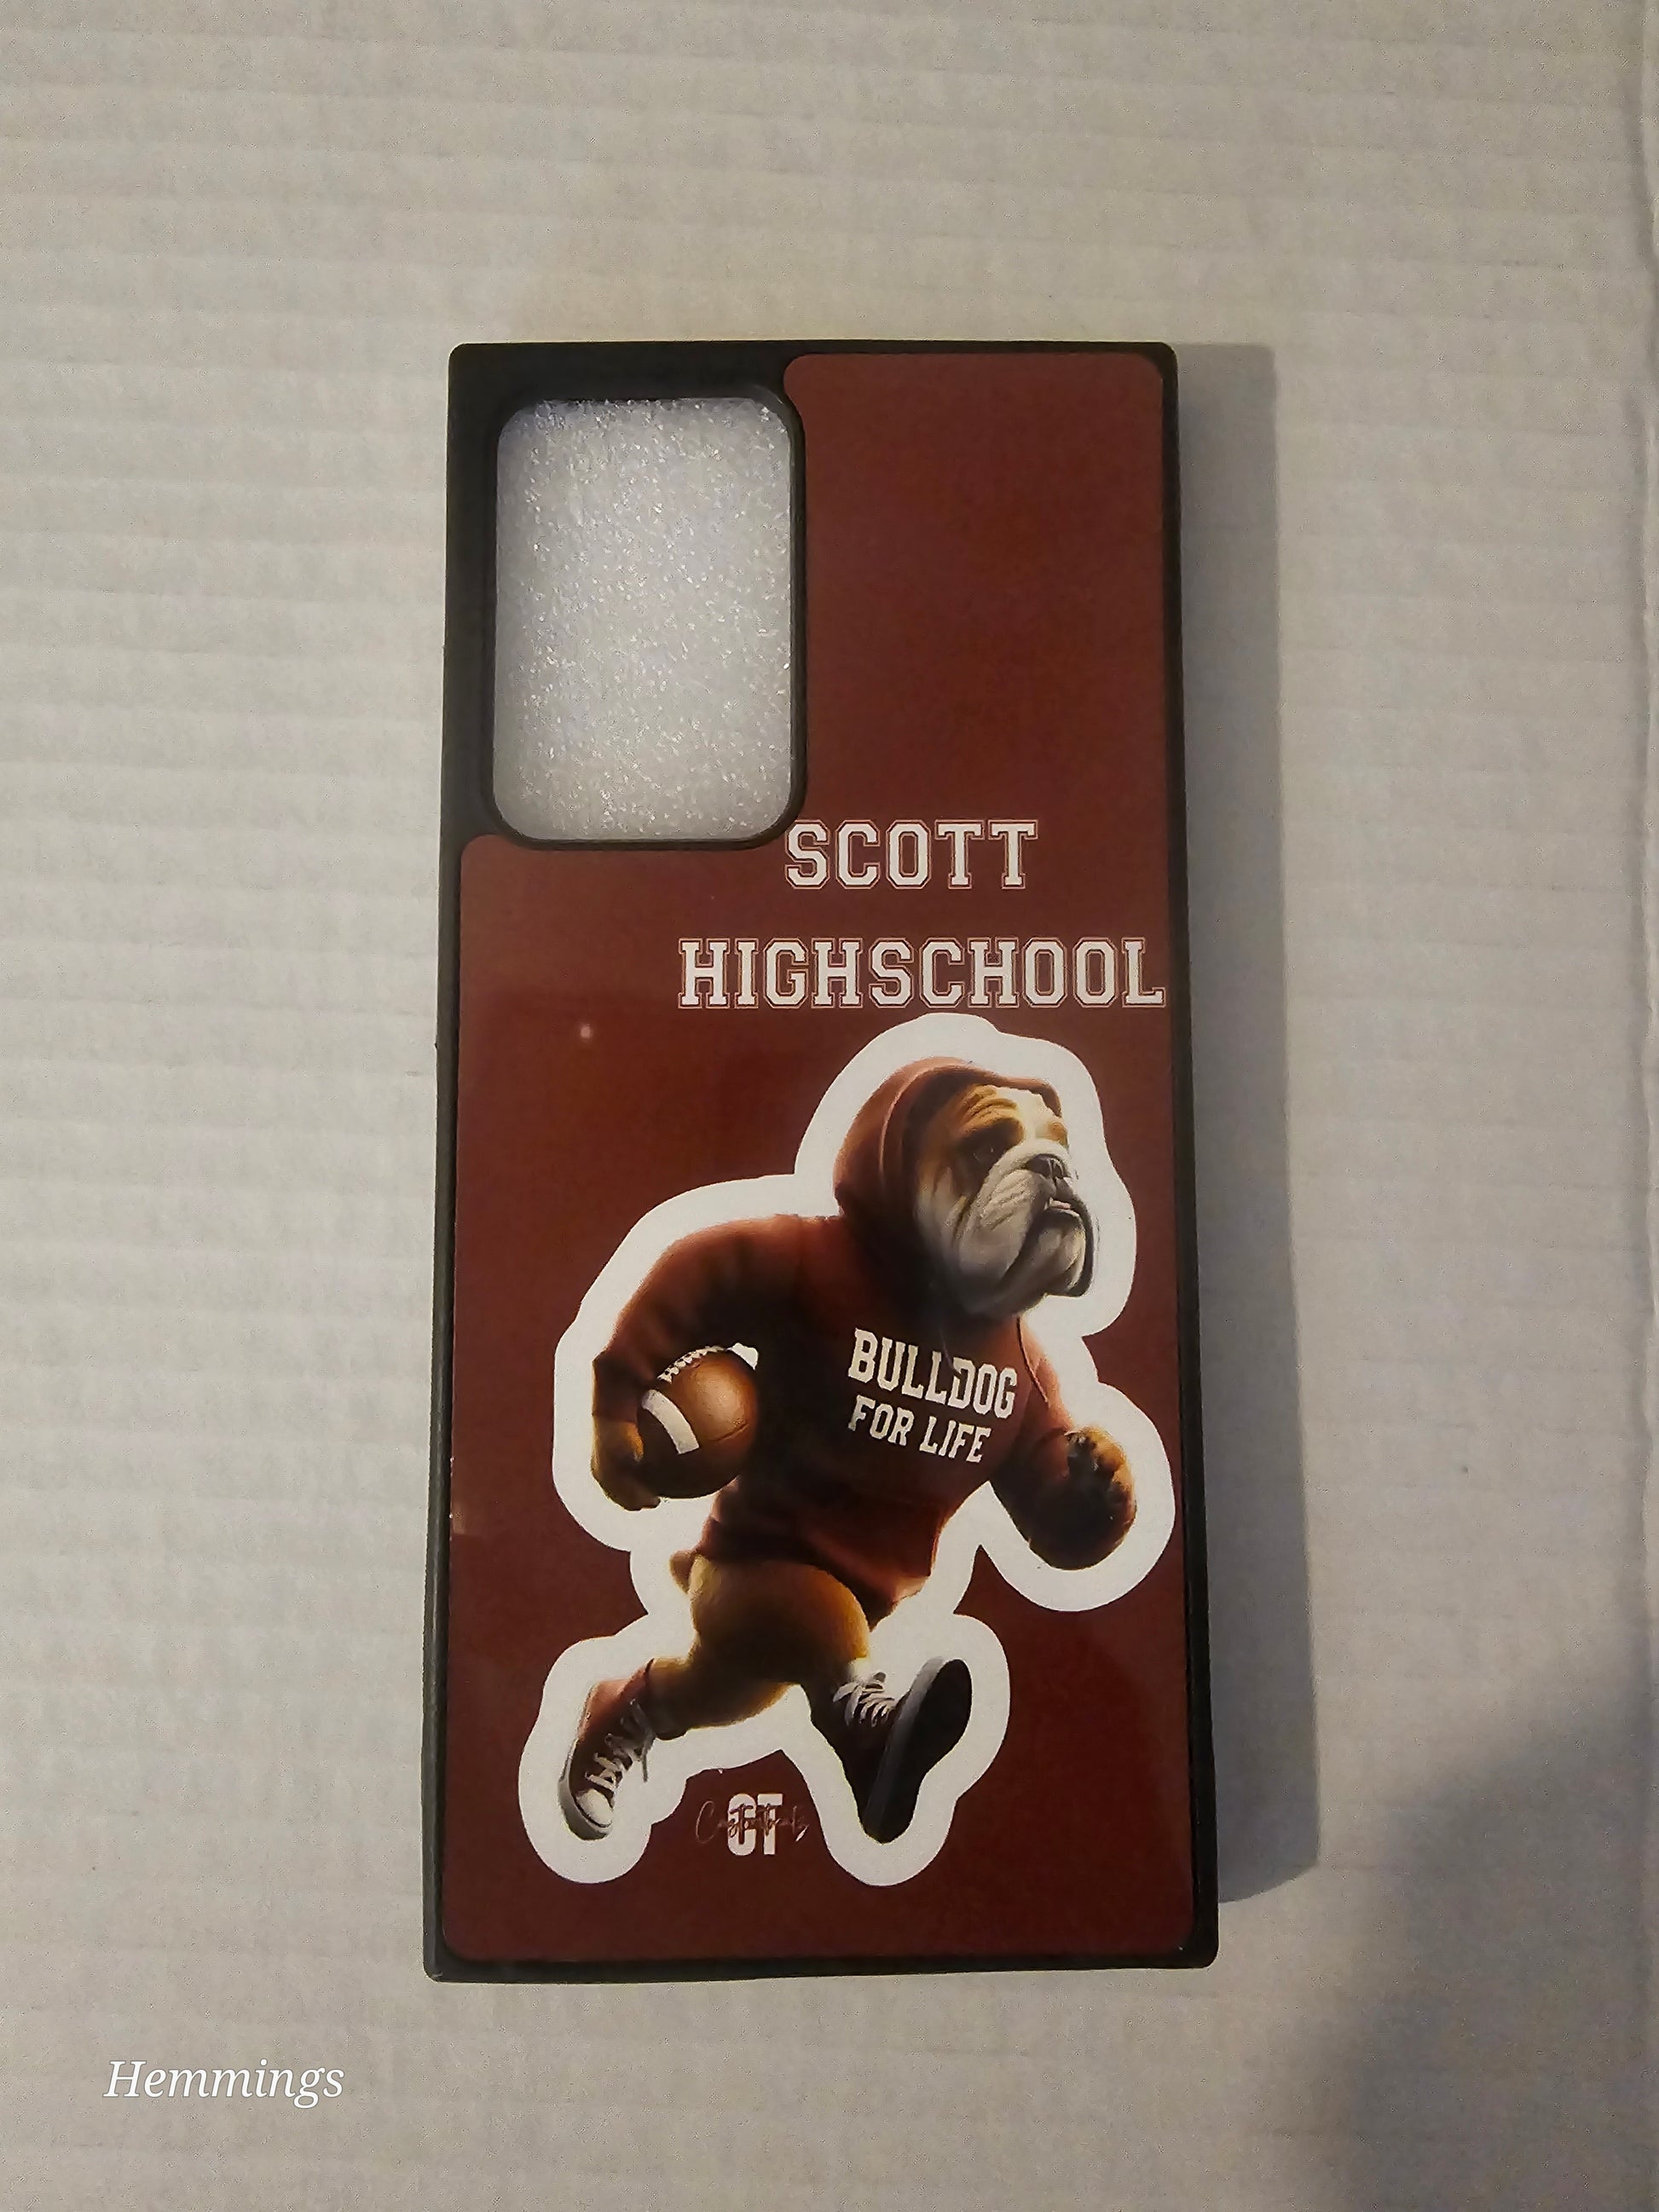 SCOTT
HIGHSCHOOL
BULLDOG
FOR LIFE
CT
Hemmings